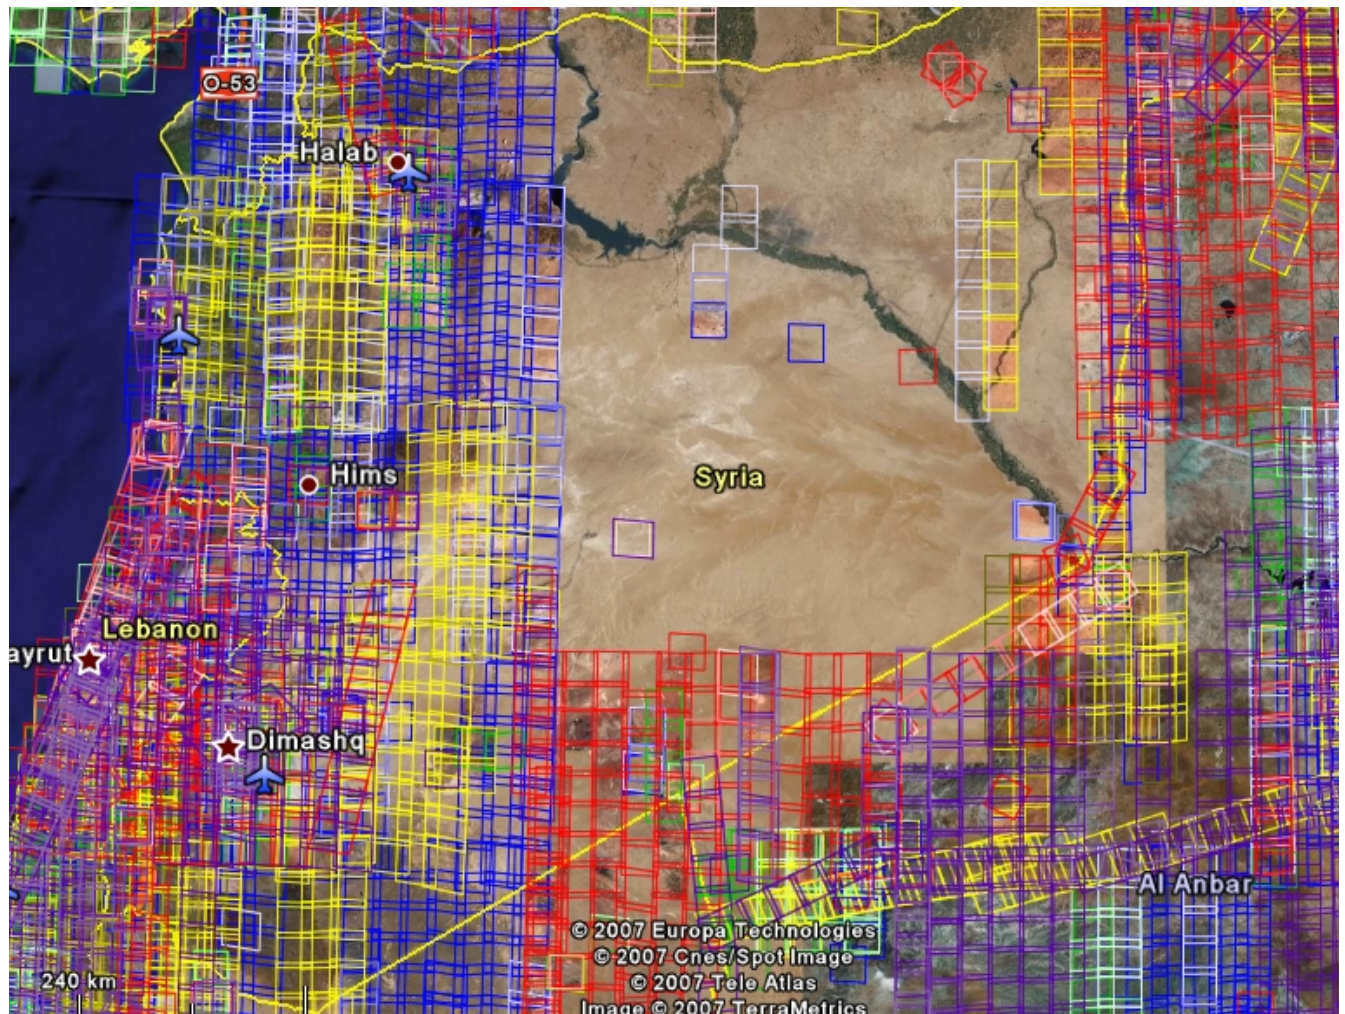 O-53
Halab
Hims
Syria
Lebanon
ayrut
Dimashq
Al Anbar
© 2007 Europa Technologies
© 2007 Cnes/Spot Image
© 2007 Tele Atlas
Image © 2007 TerraMetrics
240 km